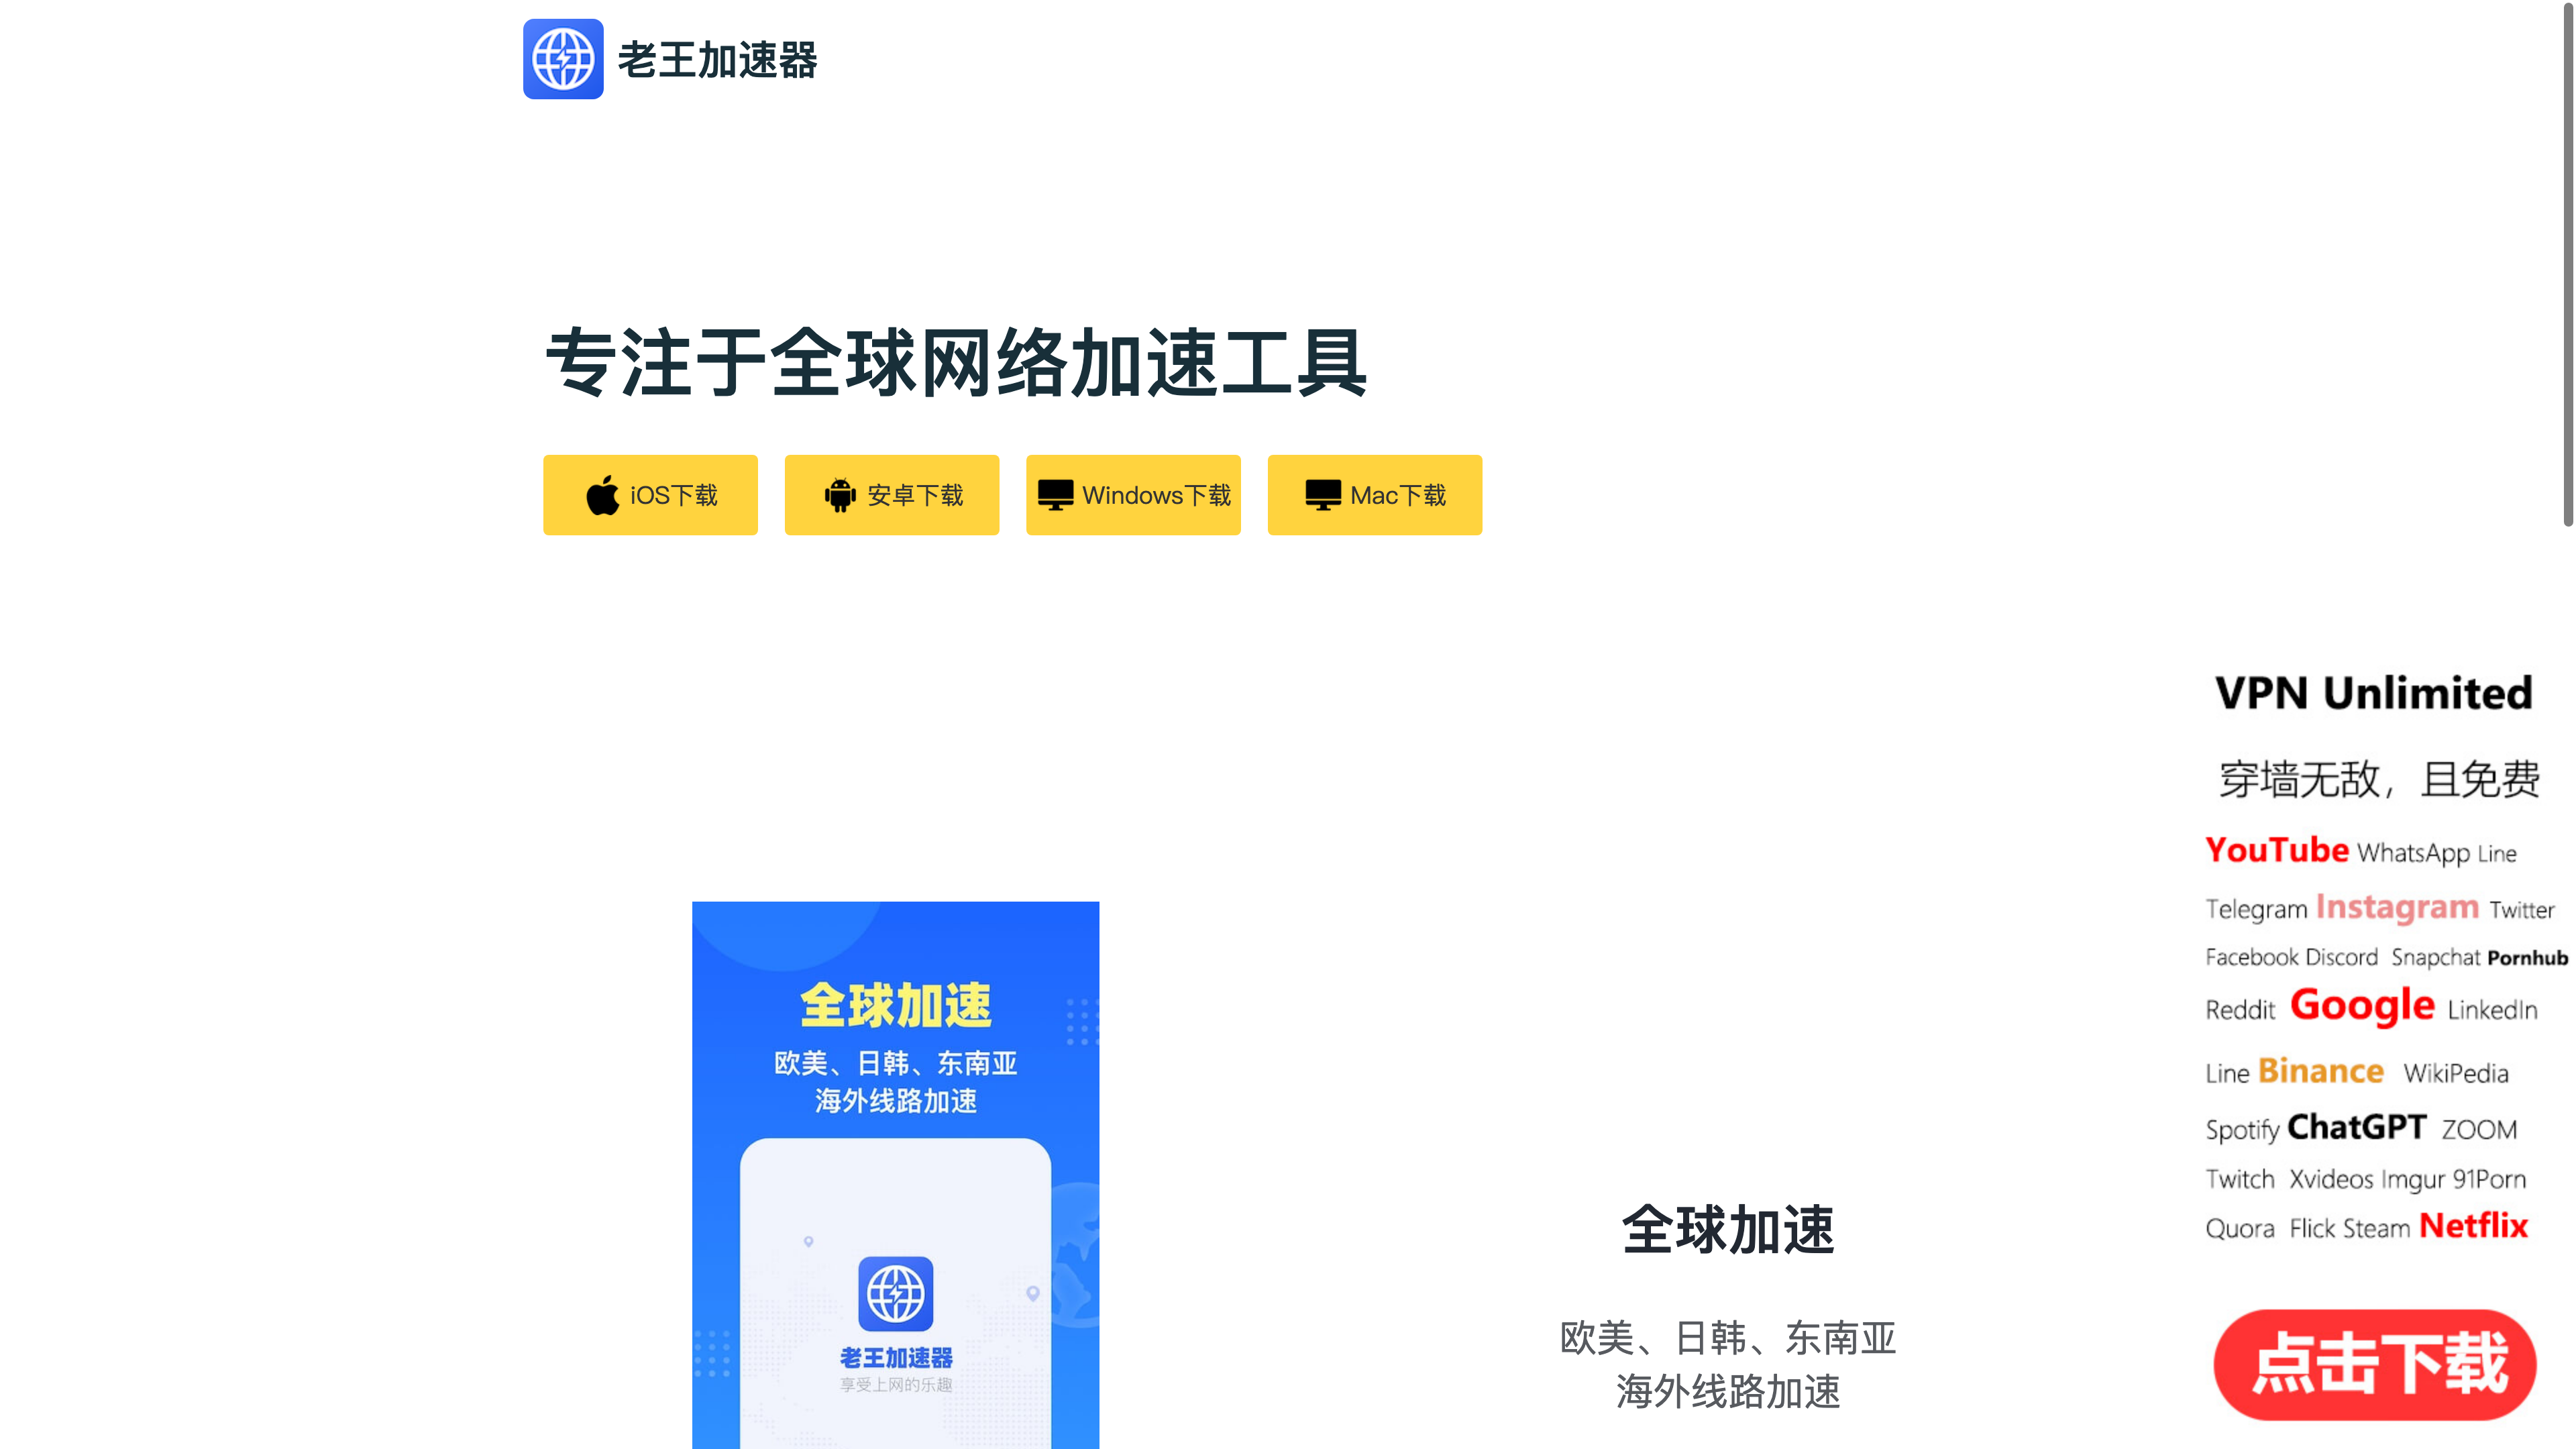 老王加速器
专注于全球网络加速工具
iOS下载
安卓下载
Windows下载
Mac下载
全球加速
欧美、日韩、东南亚
海外线路加速
老王加速器
享受上网的乐趣
全球加速
欧美、日韩、东南亚
海外线路加速
VPN Unlimited
穿墙无敌，且免费
YouTube WhatsApp Line
Telegram Instagram Twitter
Facebook Discord Snapchat Pornhub
Reddit Google LinkedIn
Line Binance WikiPedia
Spotify ChatGPT ZOOM
Twitch Xvideos Imgur 91Porn
Quora Flick Steam Netflix
点击下载